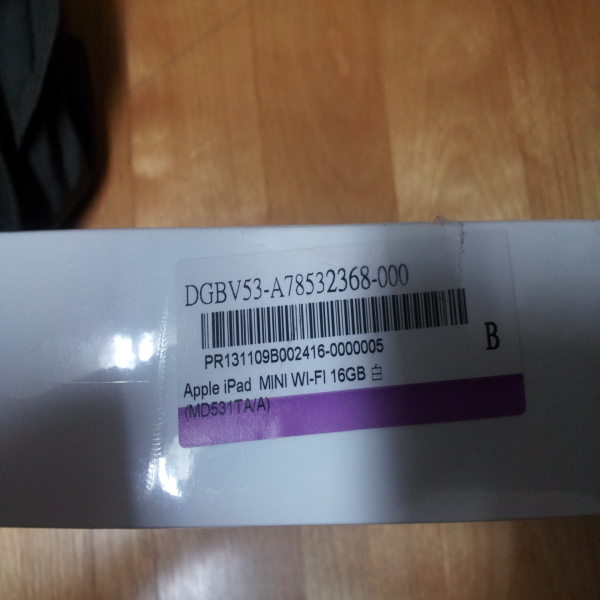 DGBV53-A78532368-000
PR131109B002416-0000005
B
Apple iPad MINI WI-FI 16GB 白
(MD531TA/A)